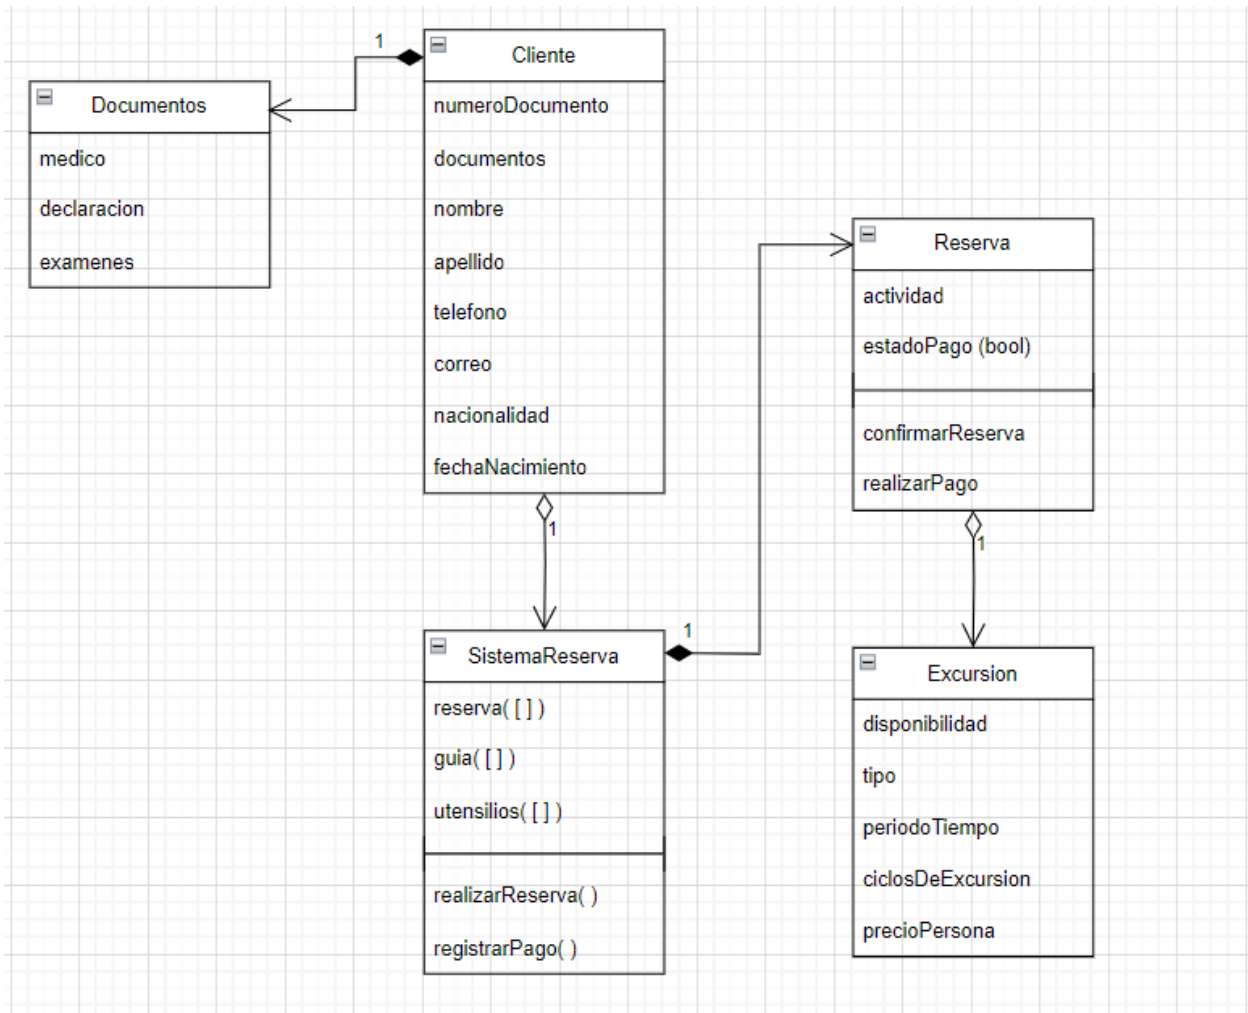 1
Cliente
numeroDocumento
documentos
nombre
apellido
telefono
correo
nacionalidad
fechaNacimiento
1
Documentos
medico
declaracion
examenes
SistemaReserva
reserva( [ ] )
guia( [ ] )
utensilios( [ ] )
realizarReserva( )
registrarPago( )
1
Reserva
actividad
estadoPago (bool)
confirmarReserva
realizarPago
1
Excursion
disponibilidad
tipo
periodoTiempo
ciclosDeExcursion
precioPersona